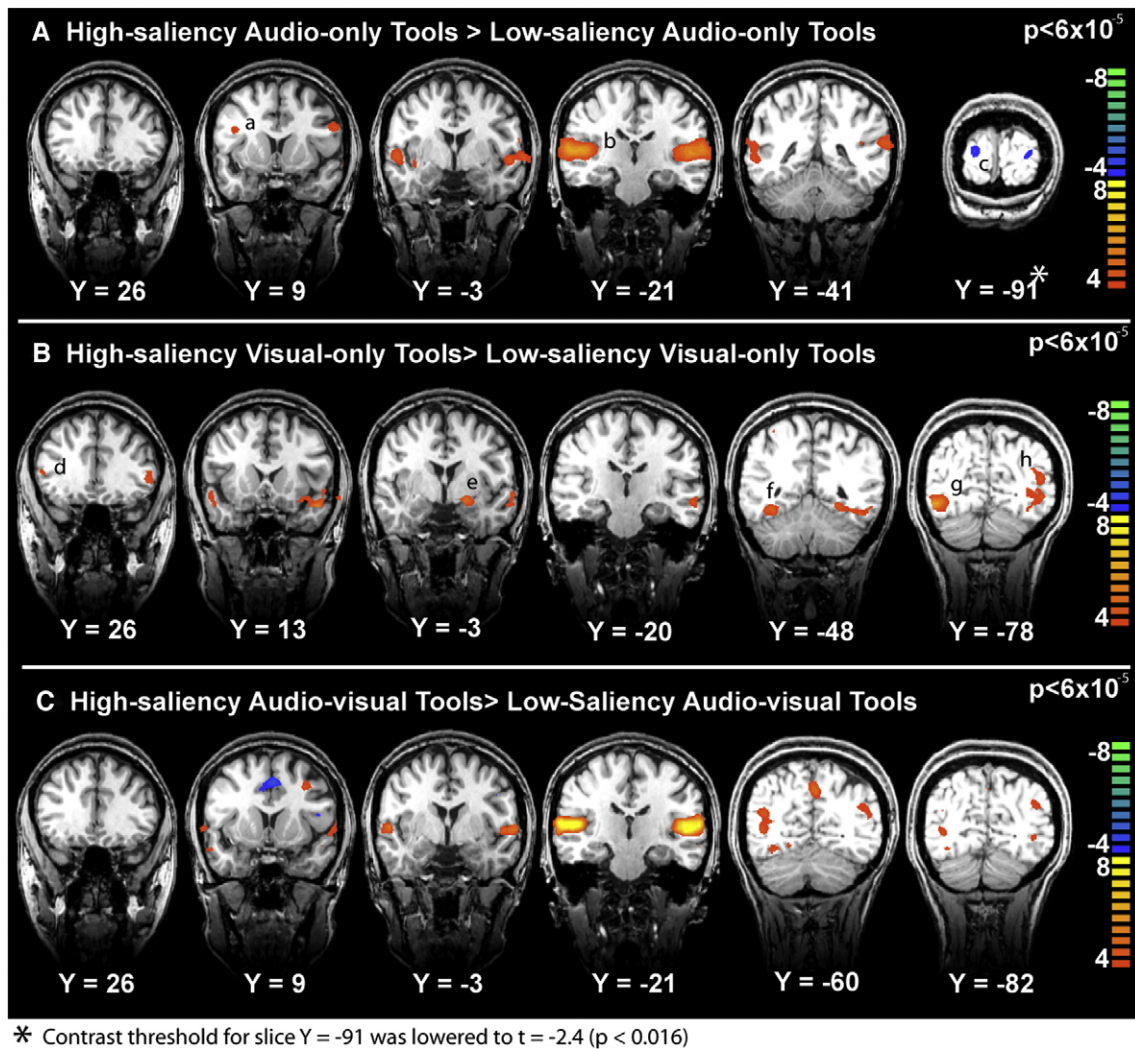 A High-saliency Audio-only Tools > Low-saliency Audio-only Tools p<6x10-5
-8
a
b
c
-4
8
4
Y = 26 Y = 9 Y = -3 Y = -21 Y = -41 Y = -91*
B High-saliency Visual-only Tools> Low-saliency Visual-only Tools p<6x10-5
-8
d
e
f
g
h
-4
8
4
Y = 26 Y = 13 Y = -3 Y = -20 Y = -48 Y = -78
C High-saliency Audio-visual Tools> Low-Saliency Audio-visual Tools p<6x10-5
-8
-4
8
4
Y = 26 Y = 9 Y = -3 Y = -21 Y = -60 Y = -82
* Contrast threshold for slice Y = -91 was lowered to t = -2.4 (p < 0.016)